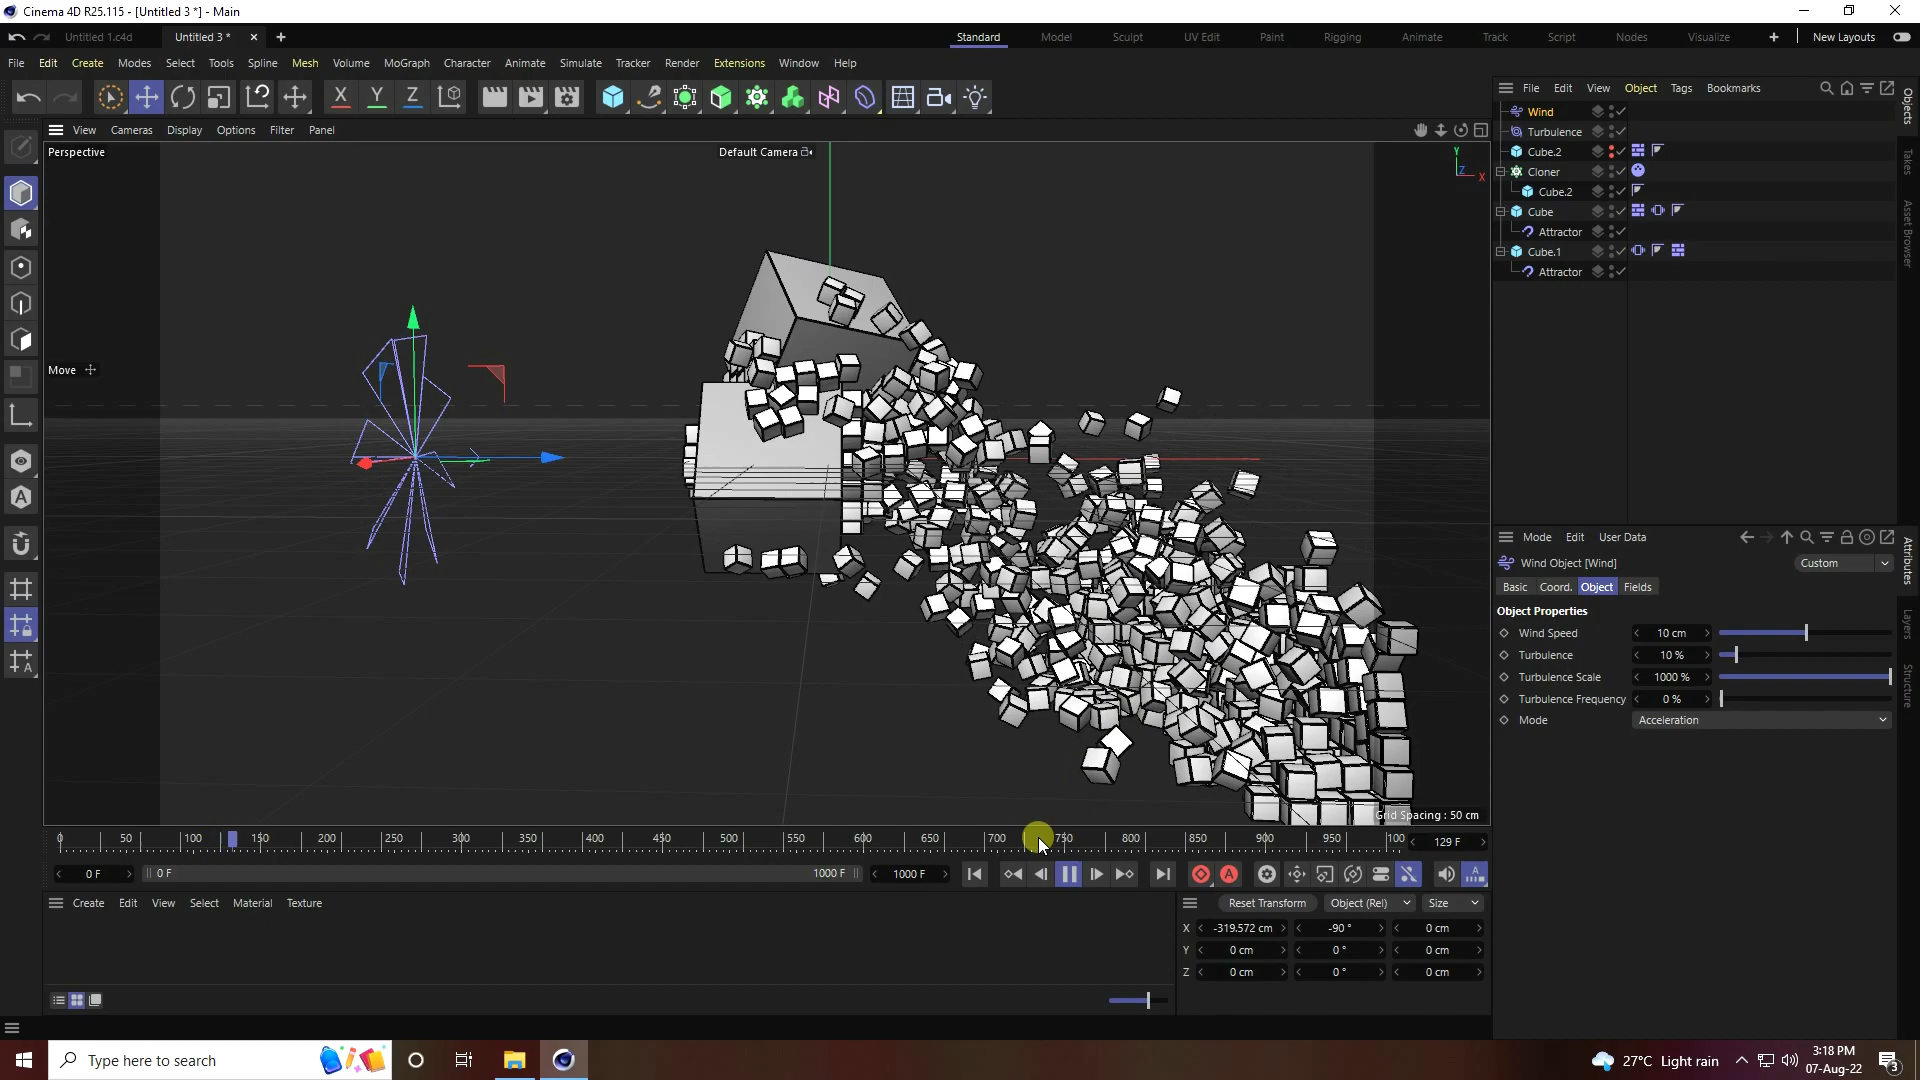 Cinema 4D R25.115 - [Untitled 3 *] - Main
Untitled 1.c4d
Untitled 3 *
Standard
Model
Sculpt
UV Edit
Paint
Rigging
Animate
Track
Script
Nodes
Visualize
New Layouts
File Edit Create Modes Select Tools Spline Mesh Volume MoGraph Character Animate Simulate Tracker Render Extensions Window Help
X Y Z
File Edit View Object Tags Bookmarks
View Cameras Display Options Filter Panel
Perspective
Default Camera
Y
Z
X
Move
Grid Spacing : 50 cm
Wind
Turbulence
Cube.2
Cloner
Cube.2
Cube
Attractor
Cube.1
Attractor
Objects
Takes
Asset Browser
Mode Edit User Data
Wind Object [Wind]
Custom
Basic Coord. Object Fields
Object Properties
Wind Speed 10 cm
Turbulence 10 %
Turbulence Scale 1000 %
Turbulence Frequency 0 %
Mode Acceleration
Attributes
Layers
Structure
0 50 100 150 200 250 300 350 400 450 500 550 600 650 700 750 800 850 900 950 100
129 F
0 F
0 F
1000 F
1000 F
Create Edit View Select Material Texture
Reset Transform
Object (Rel)
Size
X -319.572 cm -90 ° 0 cm
Y 0 cm 0 ° 0 cm
Z 0 cm 0 ° 0 cm
Type here to search
27°C Light rain
3:18 PM
07-Aug-22
3